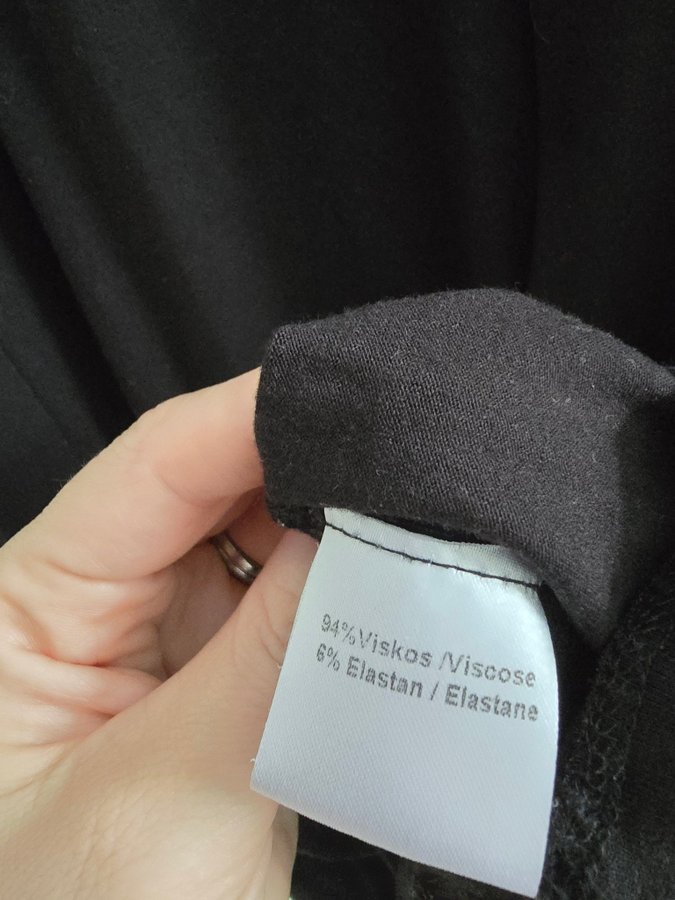 94%Viskos /Viscose
6% Elastan / Elastane